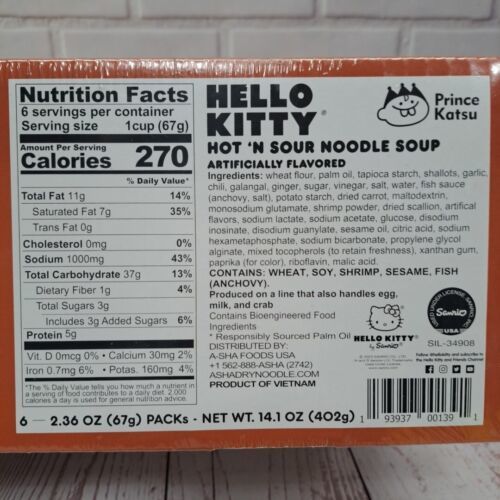 Nutrition Facts
6 servings per container
Serving size 1cup (67g)
Amount Per Serving
Calories 270
% Daily Value*
Total Fat 11g 14%
Saturated Fat 7g 35%
Trans Fat 0g
Cholesterol 0mg 0%
Sodium 1000mg 43%
Total Carbohydrate 37g 13%
Dietary Fiber 1g 4%
Total Sugars 3g
Includes 3g Added Sugars 6%
Protein 5g
Vit. D 0mcg 0% • Calcium 30mg 2%
Iron 0.7mg 6% • Potas. 160mg 4%
*The % Daily Value tells you how much a nutrient in
a serving of food contributes to a daily diet. 2,000
calories a day is used for general nutrition advice.
HELLO
KITTY®
HOT 'N SOUR NOODLE SOUP
ARTIFICIALLY FLAVORED
Prince
Katsu
Ingredients: wheat flour, palm oil, tapioca starch, shallots, garlic,
chili, galangal, ginger, sugar, vinegar, salt, water, fish sauce
(anchovy, salt), potato starch, dried carrot, maltodextrin,
monosodium glutamate, shrimp powder, dried scallion, artificial
flavors, sodium lactate, sodium acetate, glucose, disodium
inosinate, disodium guanylate, sesame oil, citric acid, sodium
hexametaphosphate, sodium bicarbonate, propylene glycol
alginate, mixed tocopherols (to retain freshness), xanthan gum,
paprika (for color), riboflavin, malic acid.
CONTAINS: WHEAT, SOY, SHRIMP, SESAME, FISH
(ANCHOVY).
Produced on a line that also handles egg,
milk, and crab
Contains Bioengineered Food
Ingredients
* Responsibly Sourced Palm Oil
DISTRIBUTED BY:
A-SHA FOODS USA
+1 562-888-ASHA (2742)
ASHADRYNOODLE.COM
PRODUCT OF VIETNAM
HELLO KITTY®
by Sanrio®
Sanrio
USA
SIL-34908
6 — 2.36 OZ (67g) PACKs - NET WT. 14.1 OZ (402g)
1 93937 00139 1